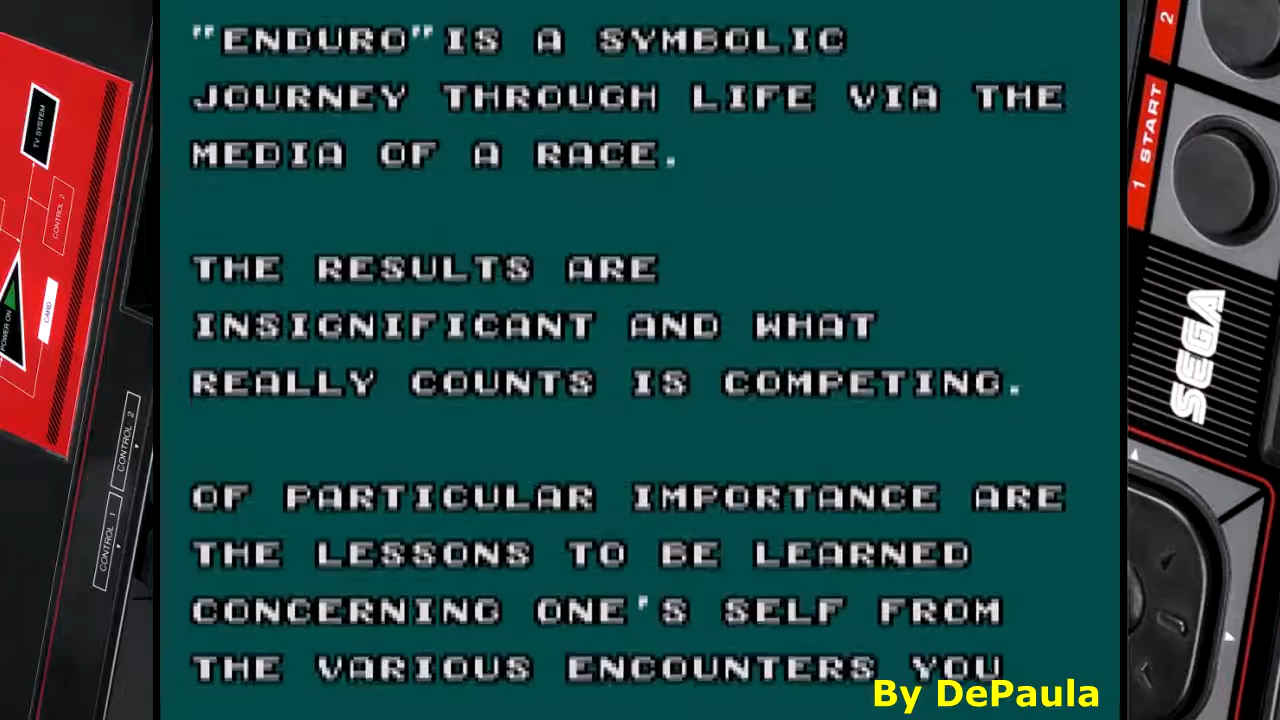 "ENDURO"IS A SYMBOLIC
JOURNEY THROUGH LIFE VIA THE
MEDIA OF A RACE.
THE RESULTS ARE
INSIGNIFICANT AND WHAT
REALLY COUNTS IS COMPETING.
OF PARTICULAR IMPORTANCE ARE
THE LESSONS TO BE LEARNED
CONCERNING ONE'S SELF FROM
THE VARIOUS ENCOUNTERS YOU
By DePaula
TV SYSTEM
CONTROL 2
CARD
POWER ON
CONTROL 2
CONTROL 1
2
1 START
SEGA